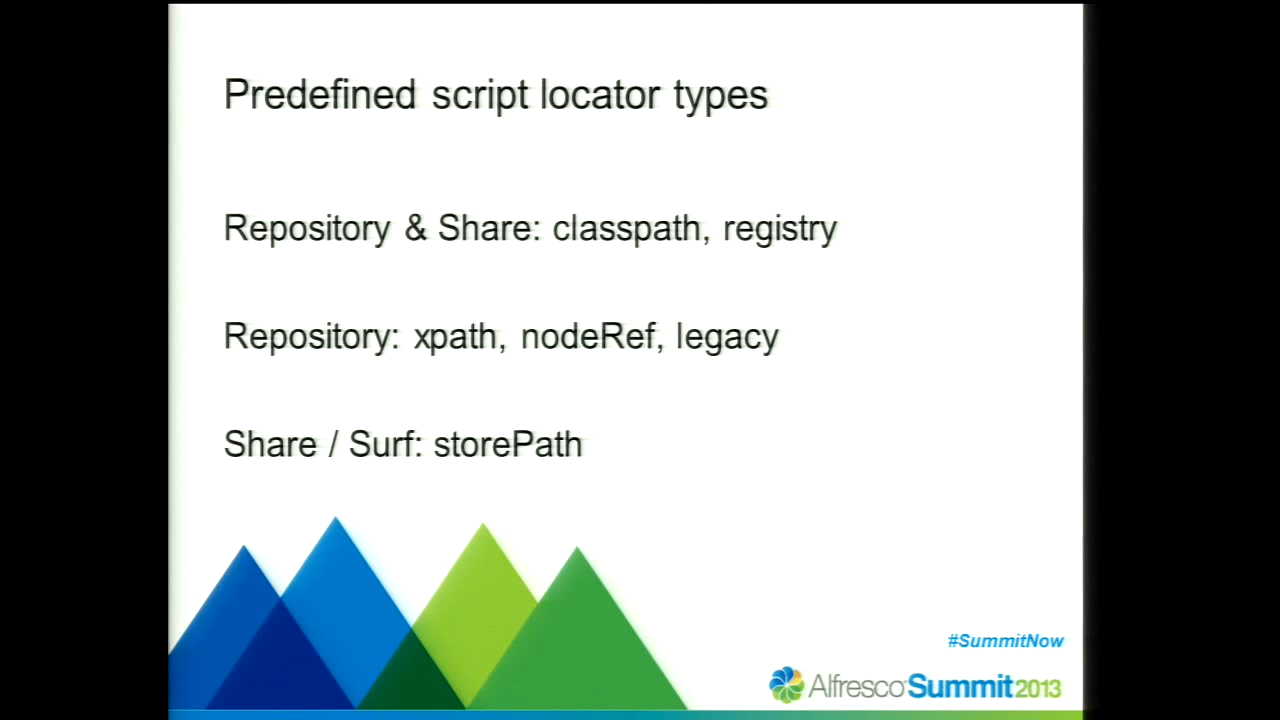 Predefined script locator types
Repository & Share: classpath, registry
Repository: xpath, nodeRef, legacy
Share / Surf: storePath
#SummitNow
Alfresco Summit 2013